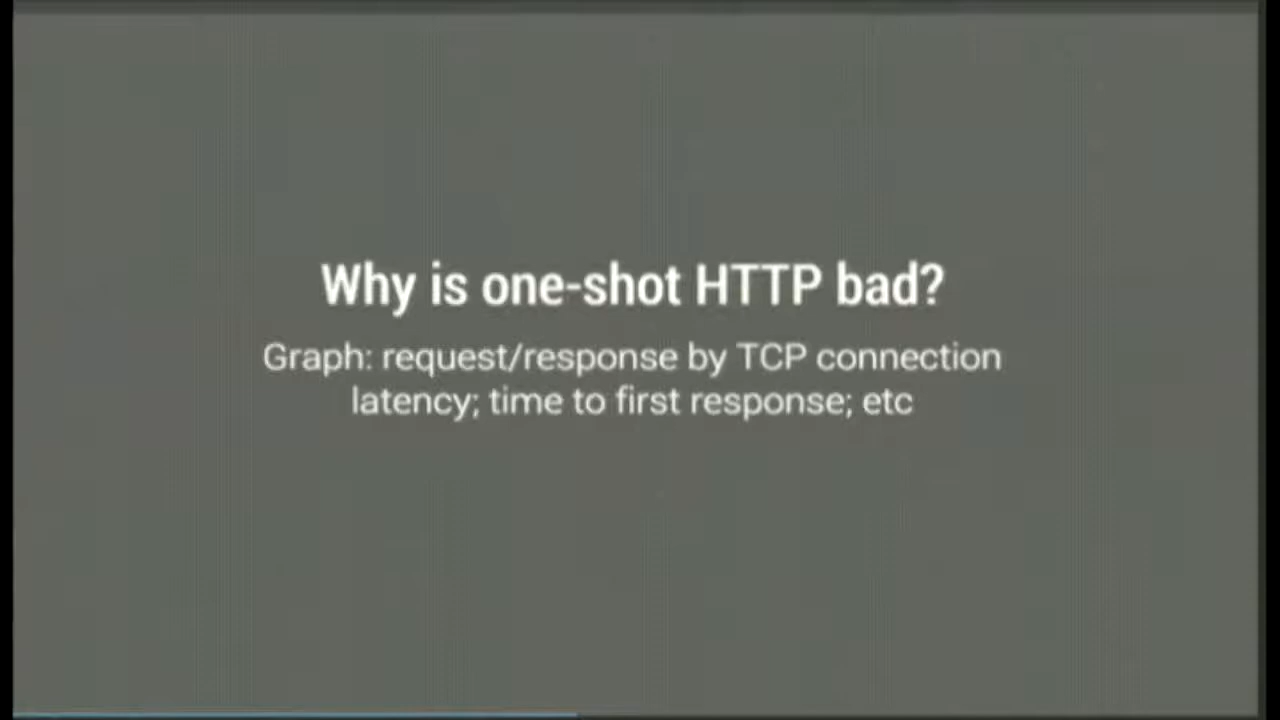 Why is one-shot HTTP bad?
Graph: request/response by TCP connection
latency; time to first response; etc